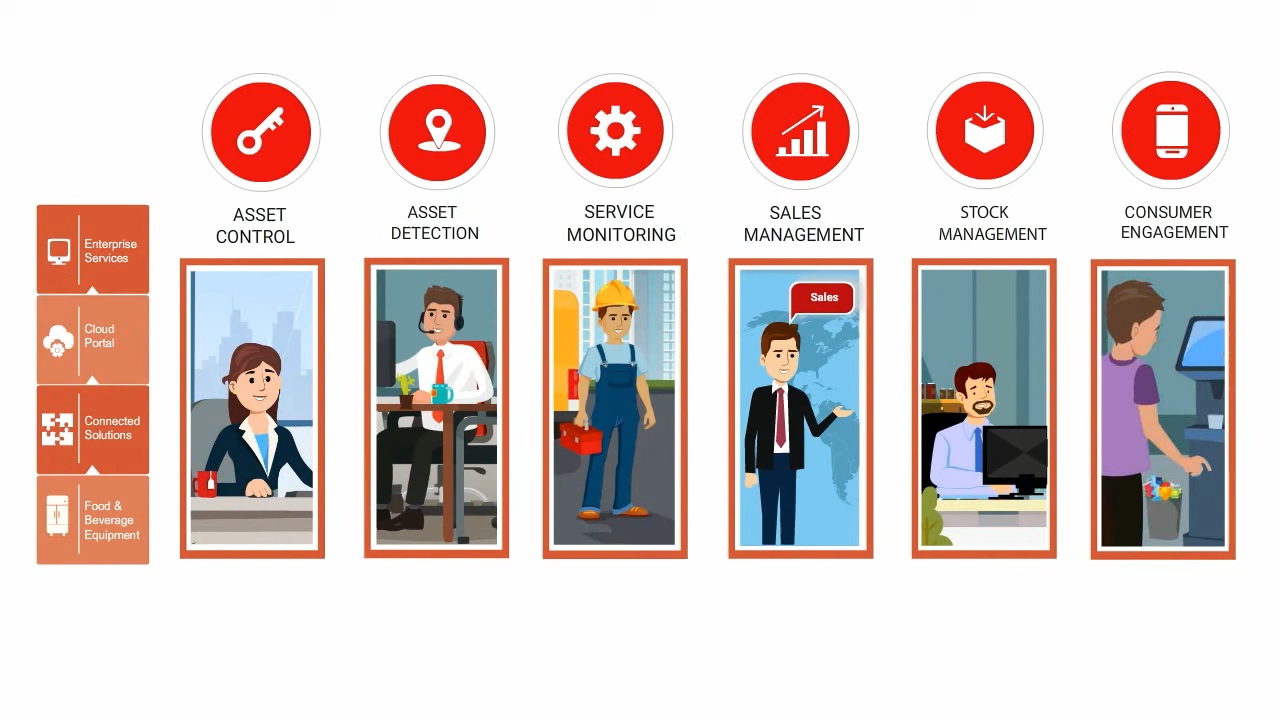 ASSET
CONTROL
ASSET
DETECTION
SERVICE
MONITORING
SALES
MANAGEMENT
STOCK
MANAGEMENT
CONSUMER
ENGAGEMENT
Enterprise
Services
Cloud
Portal
Connected
Solutions
Food &
Beverage
Equipment
Sales